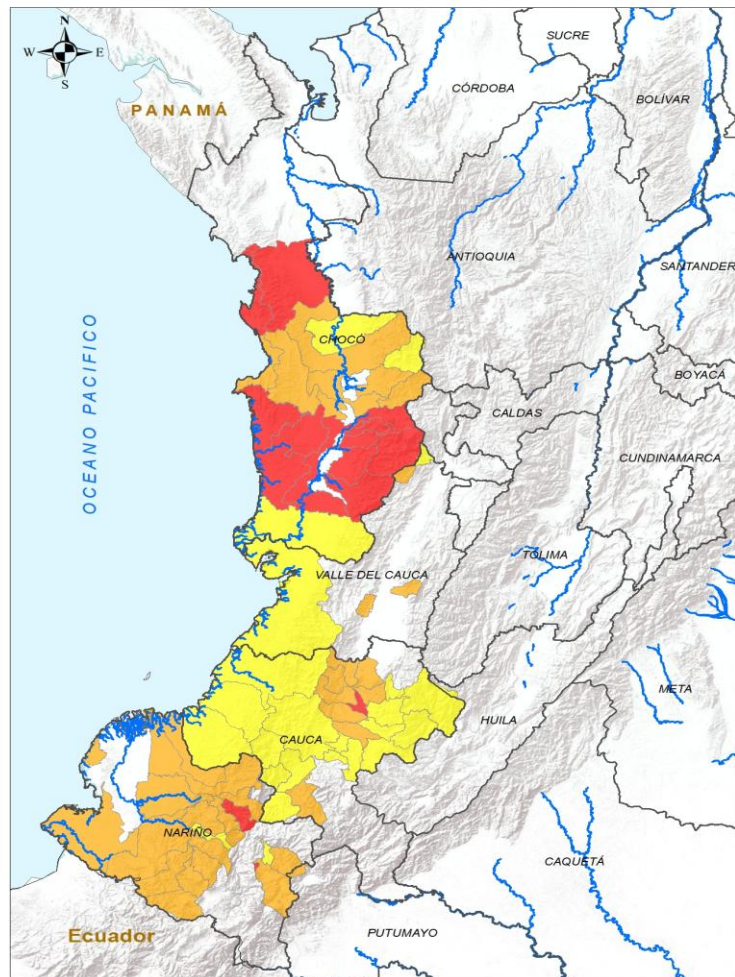 N
W E
S
SUCRE
CÓRDOBA
BOLÍVAR
PANAMÁ
ANTIOQUIA
SANTANDER
OCEANO PACIFICO
CHOCÓ
BOYACÁ
CALDAS
CUNDINAMARCA
TOLIMA
VALLE DEL CAUCA
META
HUILA
CAUCA
NARIÑO
CAQUETÁ
Ecuador
PUTUMAYO